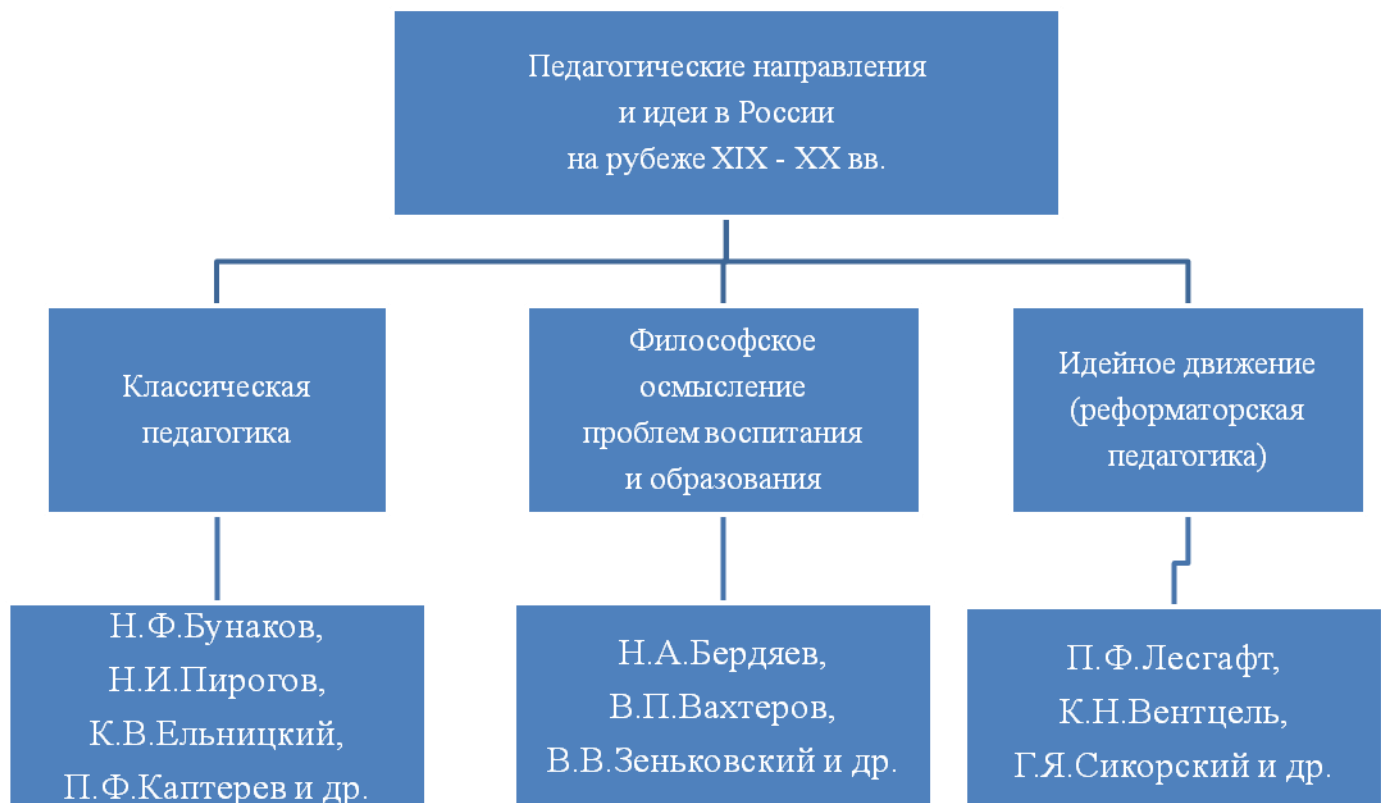 Педагогические направления
и идеи в России
на рубеже XIX - XX вв.
Классическая
педагогика
Философское
осмысление
проблем воспитания
и образования
Идейное движение
(реформаторская
педагогика)
Н.Ф.Бунаков,
Н.И.Пирогов,
К.В.Ельницкий,
П.Ф.Каптерев и др.
Н.А.Бердяев,
В.П.Вахтеров,
В.В.Зеньковский и др.
П.Ф.Лесгафт,
К.Н.Вентцель,
Г.Я.Сикорский и др.